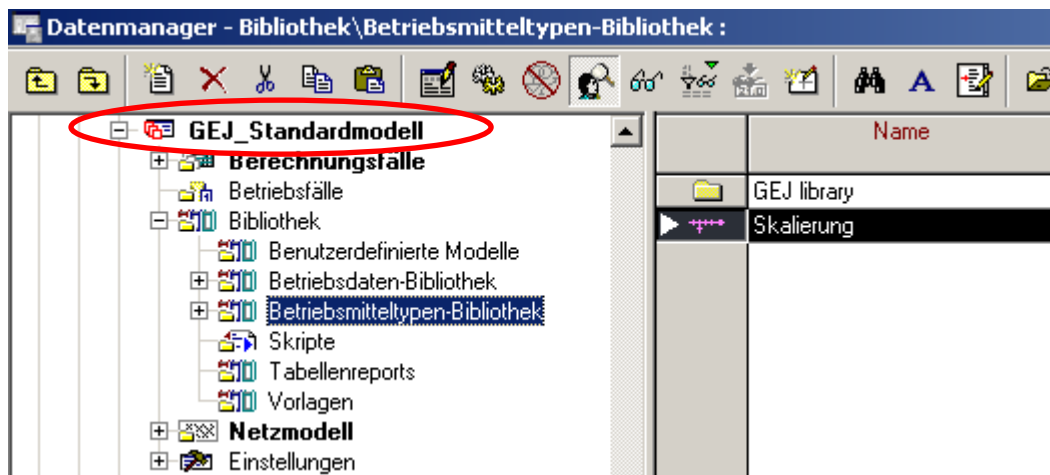 Datenmanager - Bibliothek\Betriebsmitteltypen-Bibliothek :
GEJ_Standardmodell
Berechnungsfälle
Betriebsfälle
Bibliothek
Benutzerdefinierte Modelle
Betriebsdaten-Bibliothek
Betriebsmitteltypen-Bibliothek
Skripte
Tabellenreports
Vorlagen
Netzmodell
Einstellungen
Name
GEJ library
Skalierung